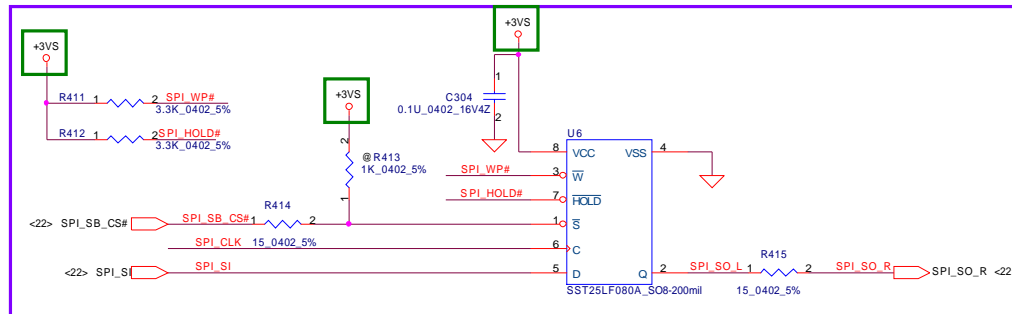 +3VS
+3VS
+3VS
R411 1 2 SPI_WP#
3.3K_0402_5%
R412 1 2 SPI_HOLD#
3.3K_0402_5%
1
C304
0.1U_0402_16V4Z
2
2
@R413
1K_0402_5%
1
U6
8 VCC VSS 4
SPI_WP# 3 W
SPI_HOLD# 7 HOLD
<22> SPI_SB_CS# SPI_SB_CS# 1 R414 2 1 S
SPI_CLK 15_0402_5% 6 C
<22> SPI_SI SPI_SI 5 D Q 2 SPI_SO_L 1 R415 2 SPI_SO_R SPI_SO_R <22
SST25LF080A_SO8-200mil 15_0402_5%